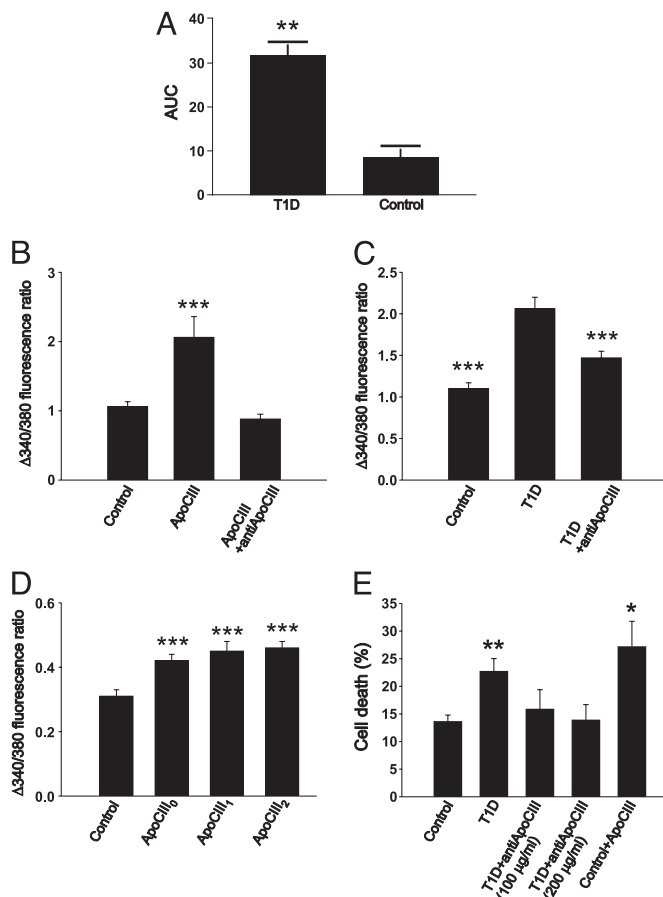 A
AUC
40
30
20
10
0
**
T1D
Control
B
Δ340/380 fluorescence ratio
3
2
1
0
***
Control
ApoCIII
ApoCIII
+antiApoCIII
C
Δ340/380 fluorescence ratio
2.5
2.0
1.5
1.0
0.5
0.0
***
***
Control
T1D
T1D
+antiApoCIII
D
Δ340/380 fluorescence ratio
0.6
0.4
0.2
0.0
***
***
***
Control
ApoCIII₀
ApoCIII₁
ApoCIII₂
E
Cell death (%)
35
30
25
20
15
10
5
0
**
*
Control
T1D
T1D+antiApoCIII
(100 µg/ml)
T1D+antiApoCIII
(200 µg/ml)
Control+ApoCIII